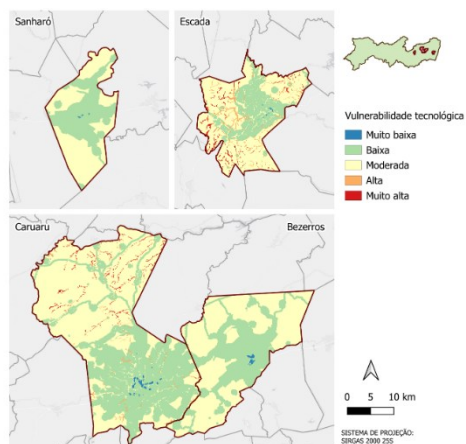 Sanharó
Escada
Vulnerabilidade tecnológica
Muito baixa
Baixa
Moderada
Alta
Muito alta
Caruaru
Bezerros
0 5 10 km
SISTEMA DE PROJEÇÃO:
SIRGAS 2000 25S